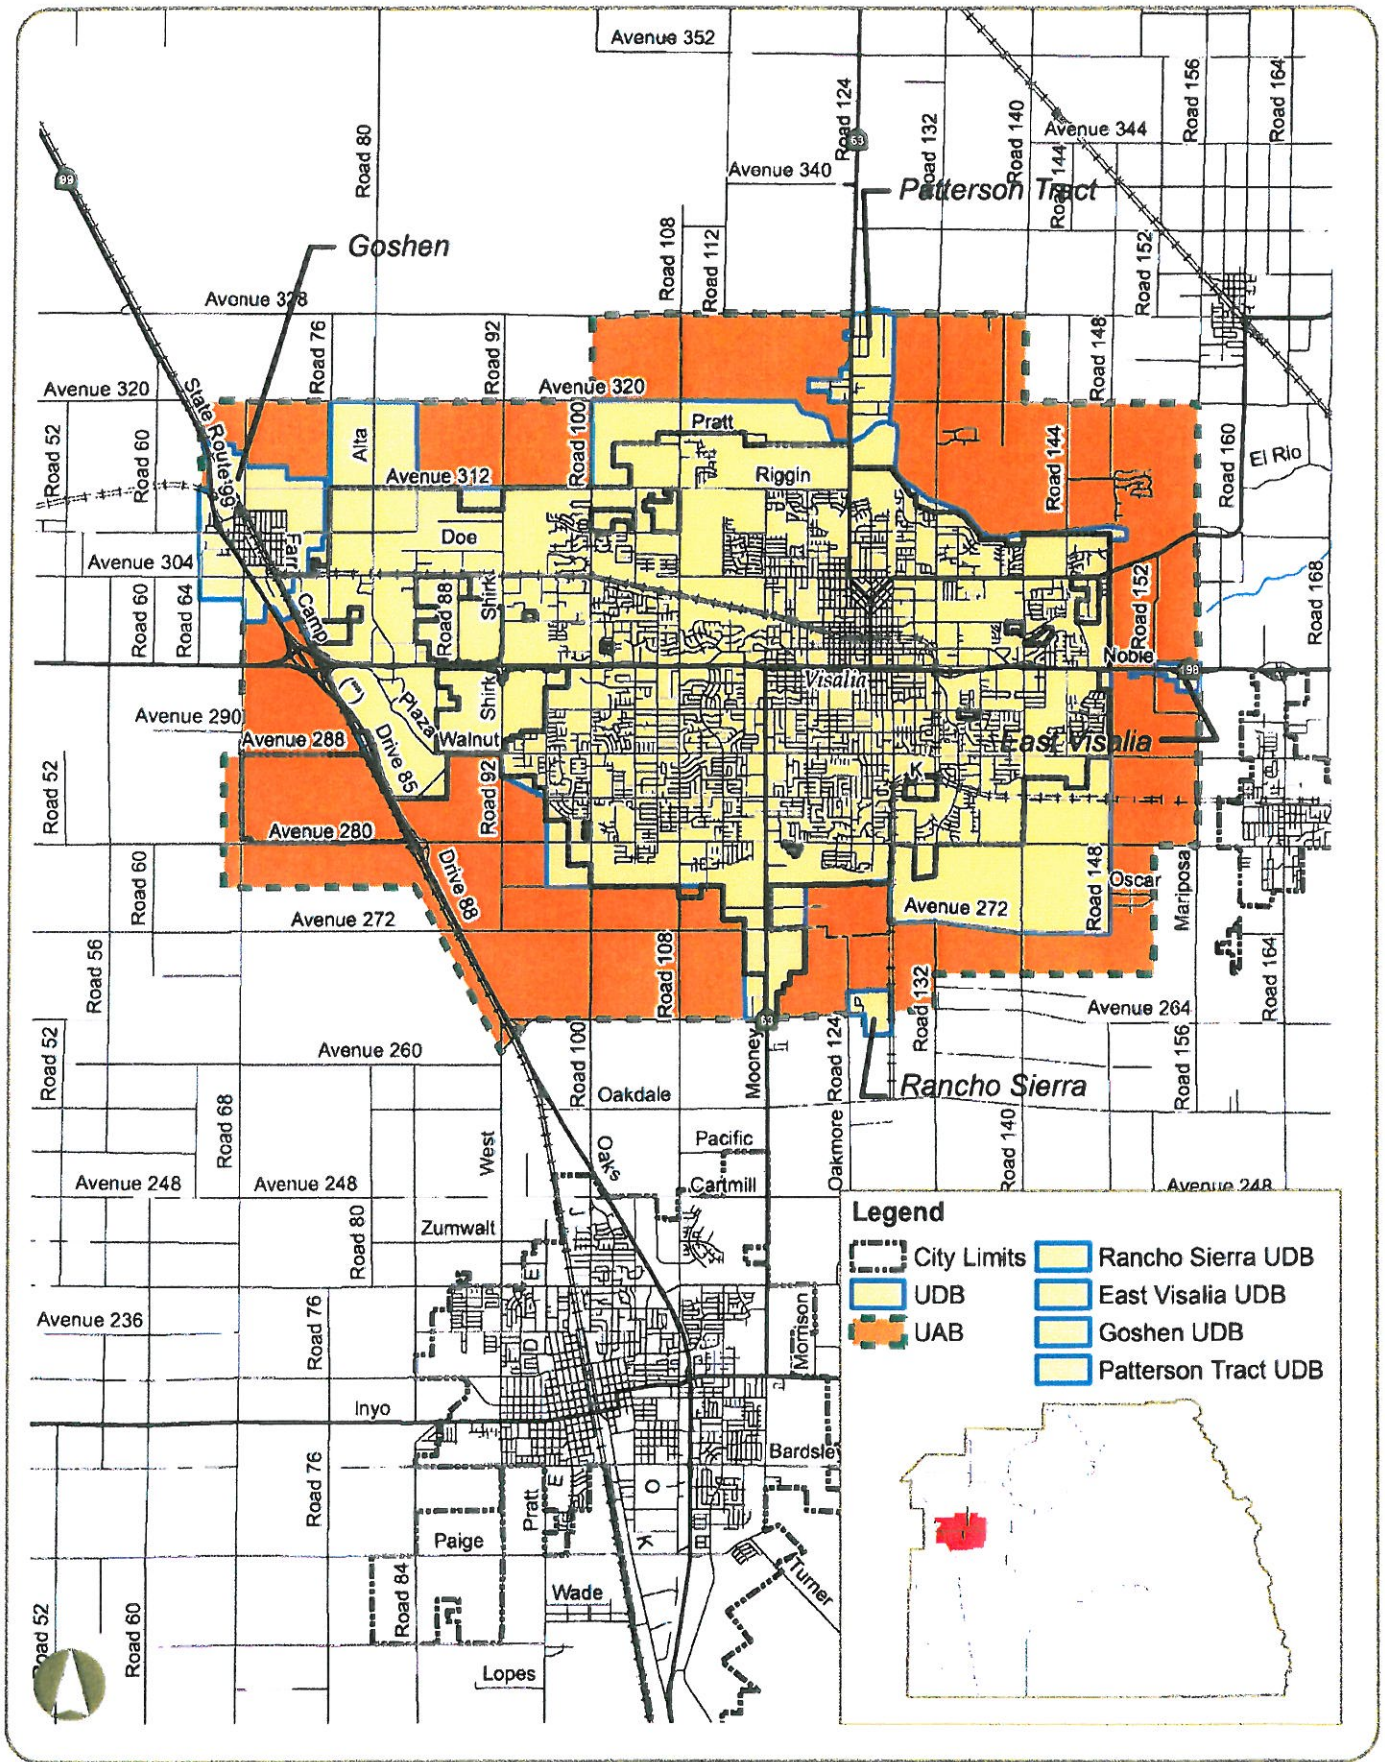 Avenue 352
Road 156
Road 164
Road 124
63
Road 132
Road 140
Avenue 344
Road 144
Road 80
99
Avenue 340
Patterson Tract
Goshen
Road 108
Road 112
Road 152
Avenue 328
Road 76
Road 92
Road 148
Avenue 320
State Route 99
Avenue 320
Road 52
Road 60
Alta
Road 100
Pratt
Avenue 312
Riggin
Road 144
Road 160
El Rio
Doe
Farr
Avenue 304
Road 60
Road 64
Camp
Road 88
Shirk
Road 152
Road 168
Noble
198
Visalia
Plaza
Shirk
Avenue 290
Avenue 288
Walnut
East Visalia
Drive 85
K
Road 52
Road 92
Avenue 280
Drive 88
Road 60
Road 148
Oscar
Mariposa
Avenue 272
Avenue 272
Road 56
Road 108
Road 132
Road 164
Avenue 264
63
Road 52
Avenue 260
Road 100
Mooney
Road 124
Road 156
Oakdale
Rancho Sierra
Road 68
West
Oaks
Pacific
Oakmore
Road 140
Avenue 248
Avenue 248
Cartmill
Avenue 248
Zumwalt
Road 80
J
E
D
Avenue 236
Road 76
Morrison
Inyo
Bardsley
Road 76
Pratt
E
O
K
Paige
Turner
Road 84
Wade
Road 52
Road 60
Lopes
Legend
City Limits
UDB
UAB
Rancho Sierra UDB
East Visalia UDB
Goshen UDB
Patterson Tract UDB